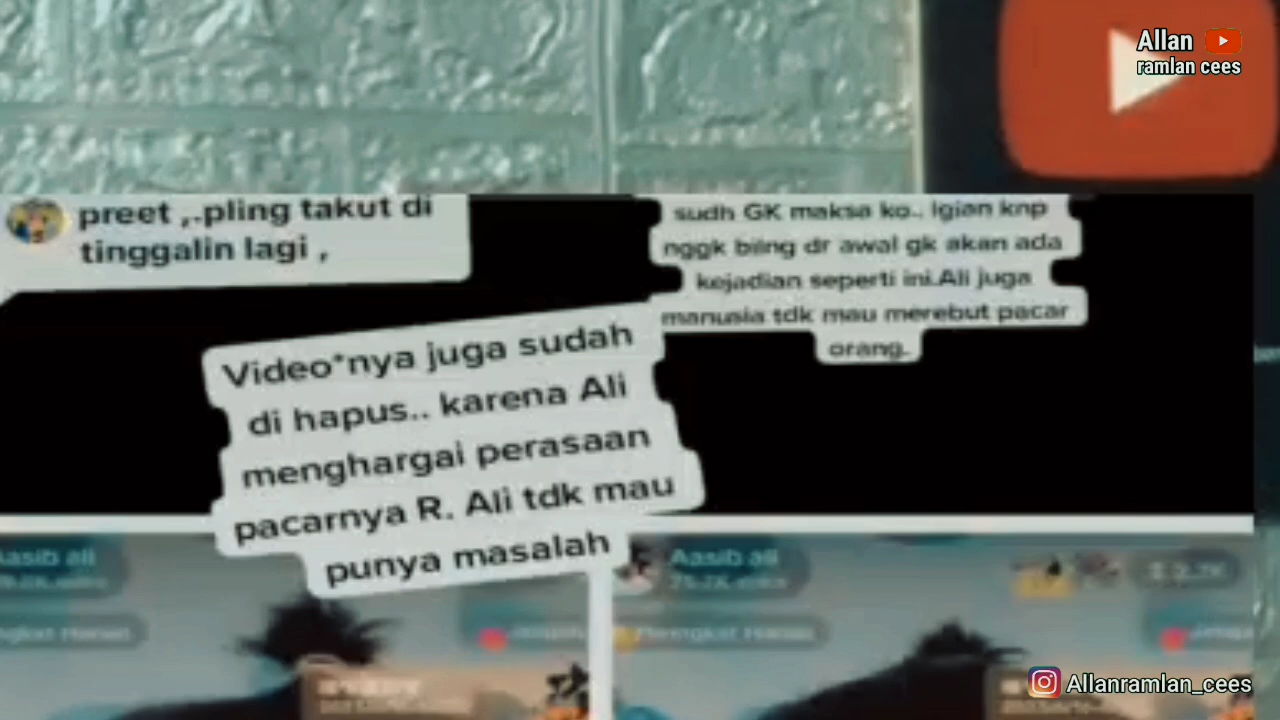 Allan
ramlan cees
preet ,.pling takut di
tinggalin lagi ,
sudh GK maksa ko.. lgian knp
nggk bilng dr awal gk akan ada
kejadian seperti ini.Ali juga
manusia tdk mau merebut pacar
orang.
Video*nya juga sudah
di hapus.. karena Ali
menghargai perasaan
pacarnya R. Ali tdk mau
punya masalah
Aasib ali
Aasib ali
Allanramlan_cees